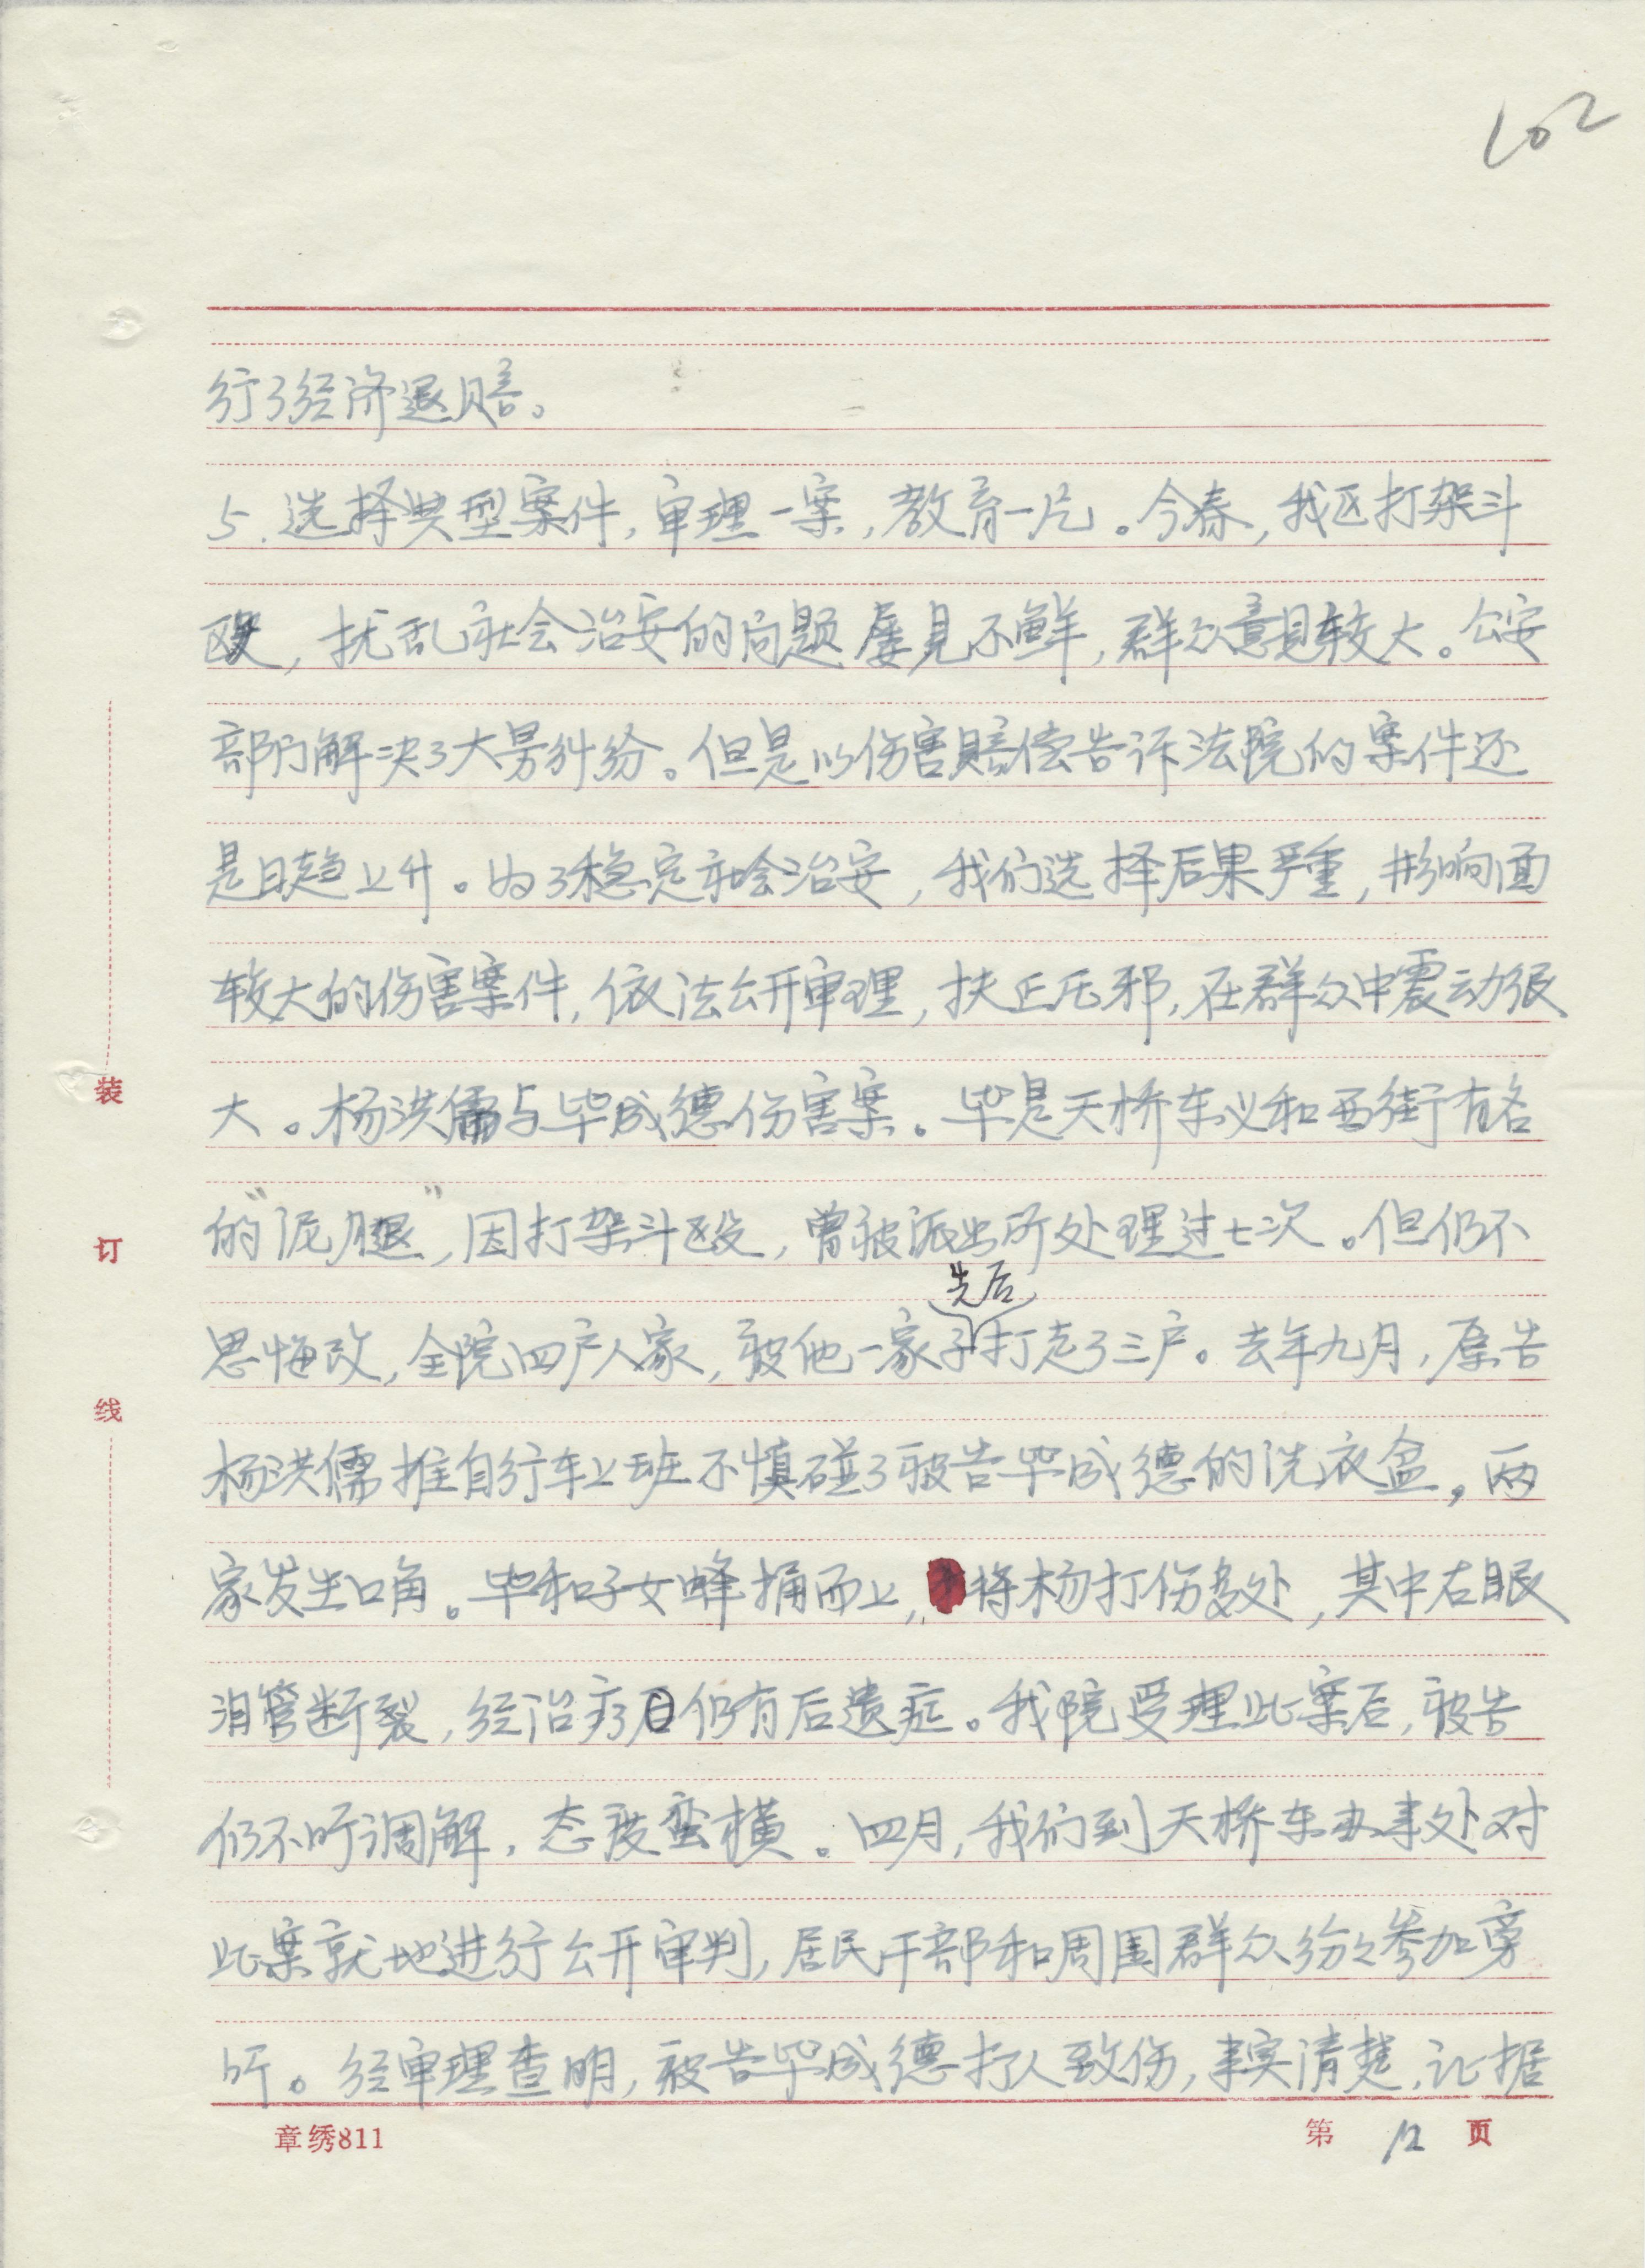 102
行了经济退赔。
5.选择典型案件,审理一案,教育一片。今春,我区打架斗
殴,扰乱社会治安的问题屡见不鲜,群众意见较大。公安
部门解决了大量纠纷。但是以伤害赔偿告诉法院的案件还
是日趋上升。为了稳定社会治安,我们选择后果严重,影响面
较大的伤害案件,依法公开审理,扶正压邪,在群众中震动很
大。杨洪儒与毕成德伤害案。毕是天桥东义和西街有名
的"泥腿",因打架斗殴,曾被派出所处理过七次。但仍不
先后
思悔改,全院四户人家,被他一家子打走了三户。去年九月,原告
杨洪儒推自行车上班不慎碰了被告毕成德的洗衣盆,两
家发生口角。毕和子女蜂拥而上,将杨打伤多处,其中右眼
泪管断裂,经治疗仍有后遗症。我院受理此案后,被告
仍不听调解,态度蛮横。四月,我们到天桥东办事处对
此案就地进行公开审判,居民干部和周围群众纷々参加旁
听。经审理查明,被告毕成德打人致伤,事实清楚,证据
装
订
线
章绣811
第 12 页